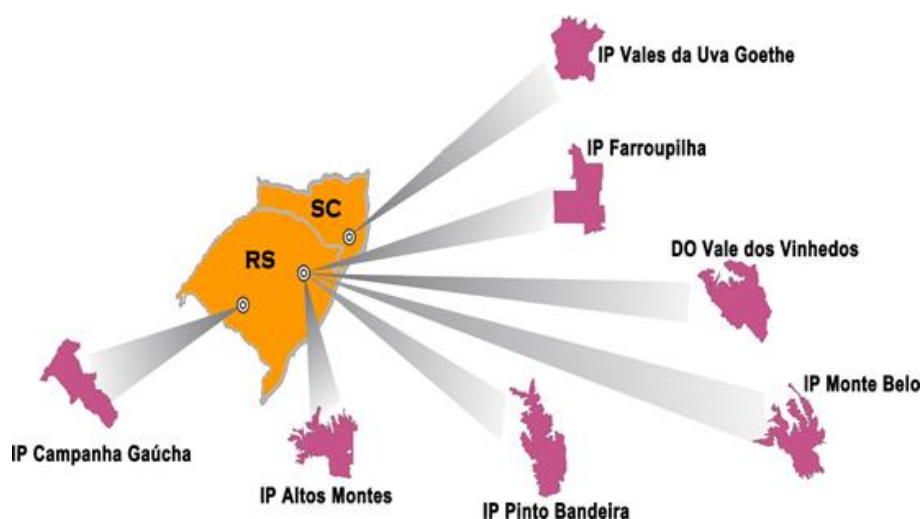 IP Vales da Uva Goethe
IP Farroupilha
SC
RS
DO Vale dos Vinhedos
IP Monte Belo
IP Campanha Gaúcha
IP Altos Montes
IP Pinto Bandeira